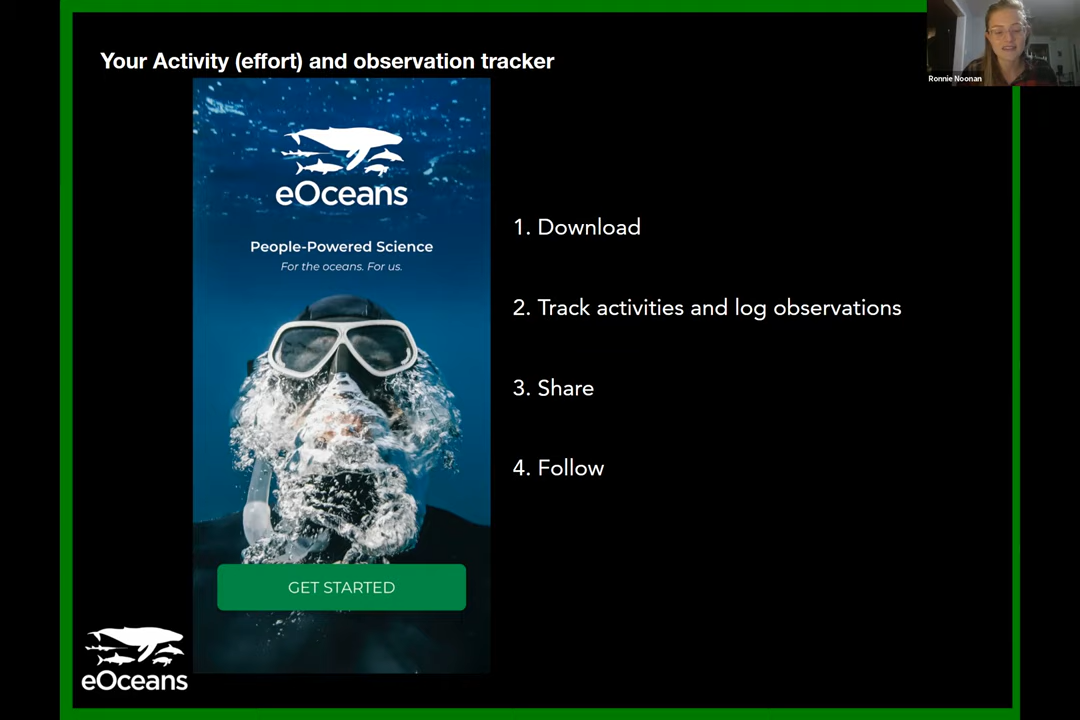 Your Activity (effort) and observation tracker
Ronnie Noonan
eOceans
People-Powered Science
For the oceans. For us.
1. Download
2. Track activities and log observations
3. Share
4. Follow
GET STARTED
eOceans